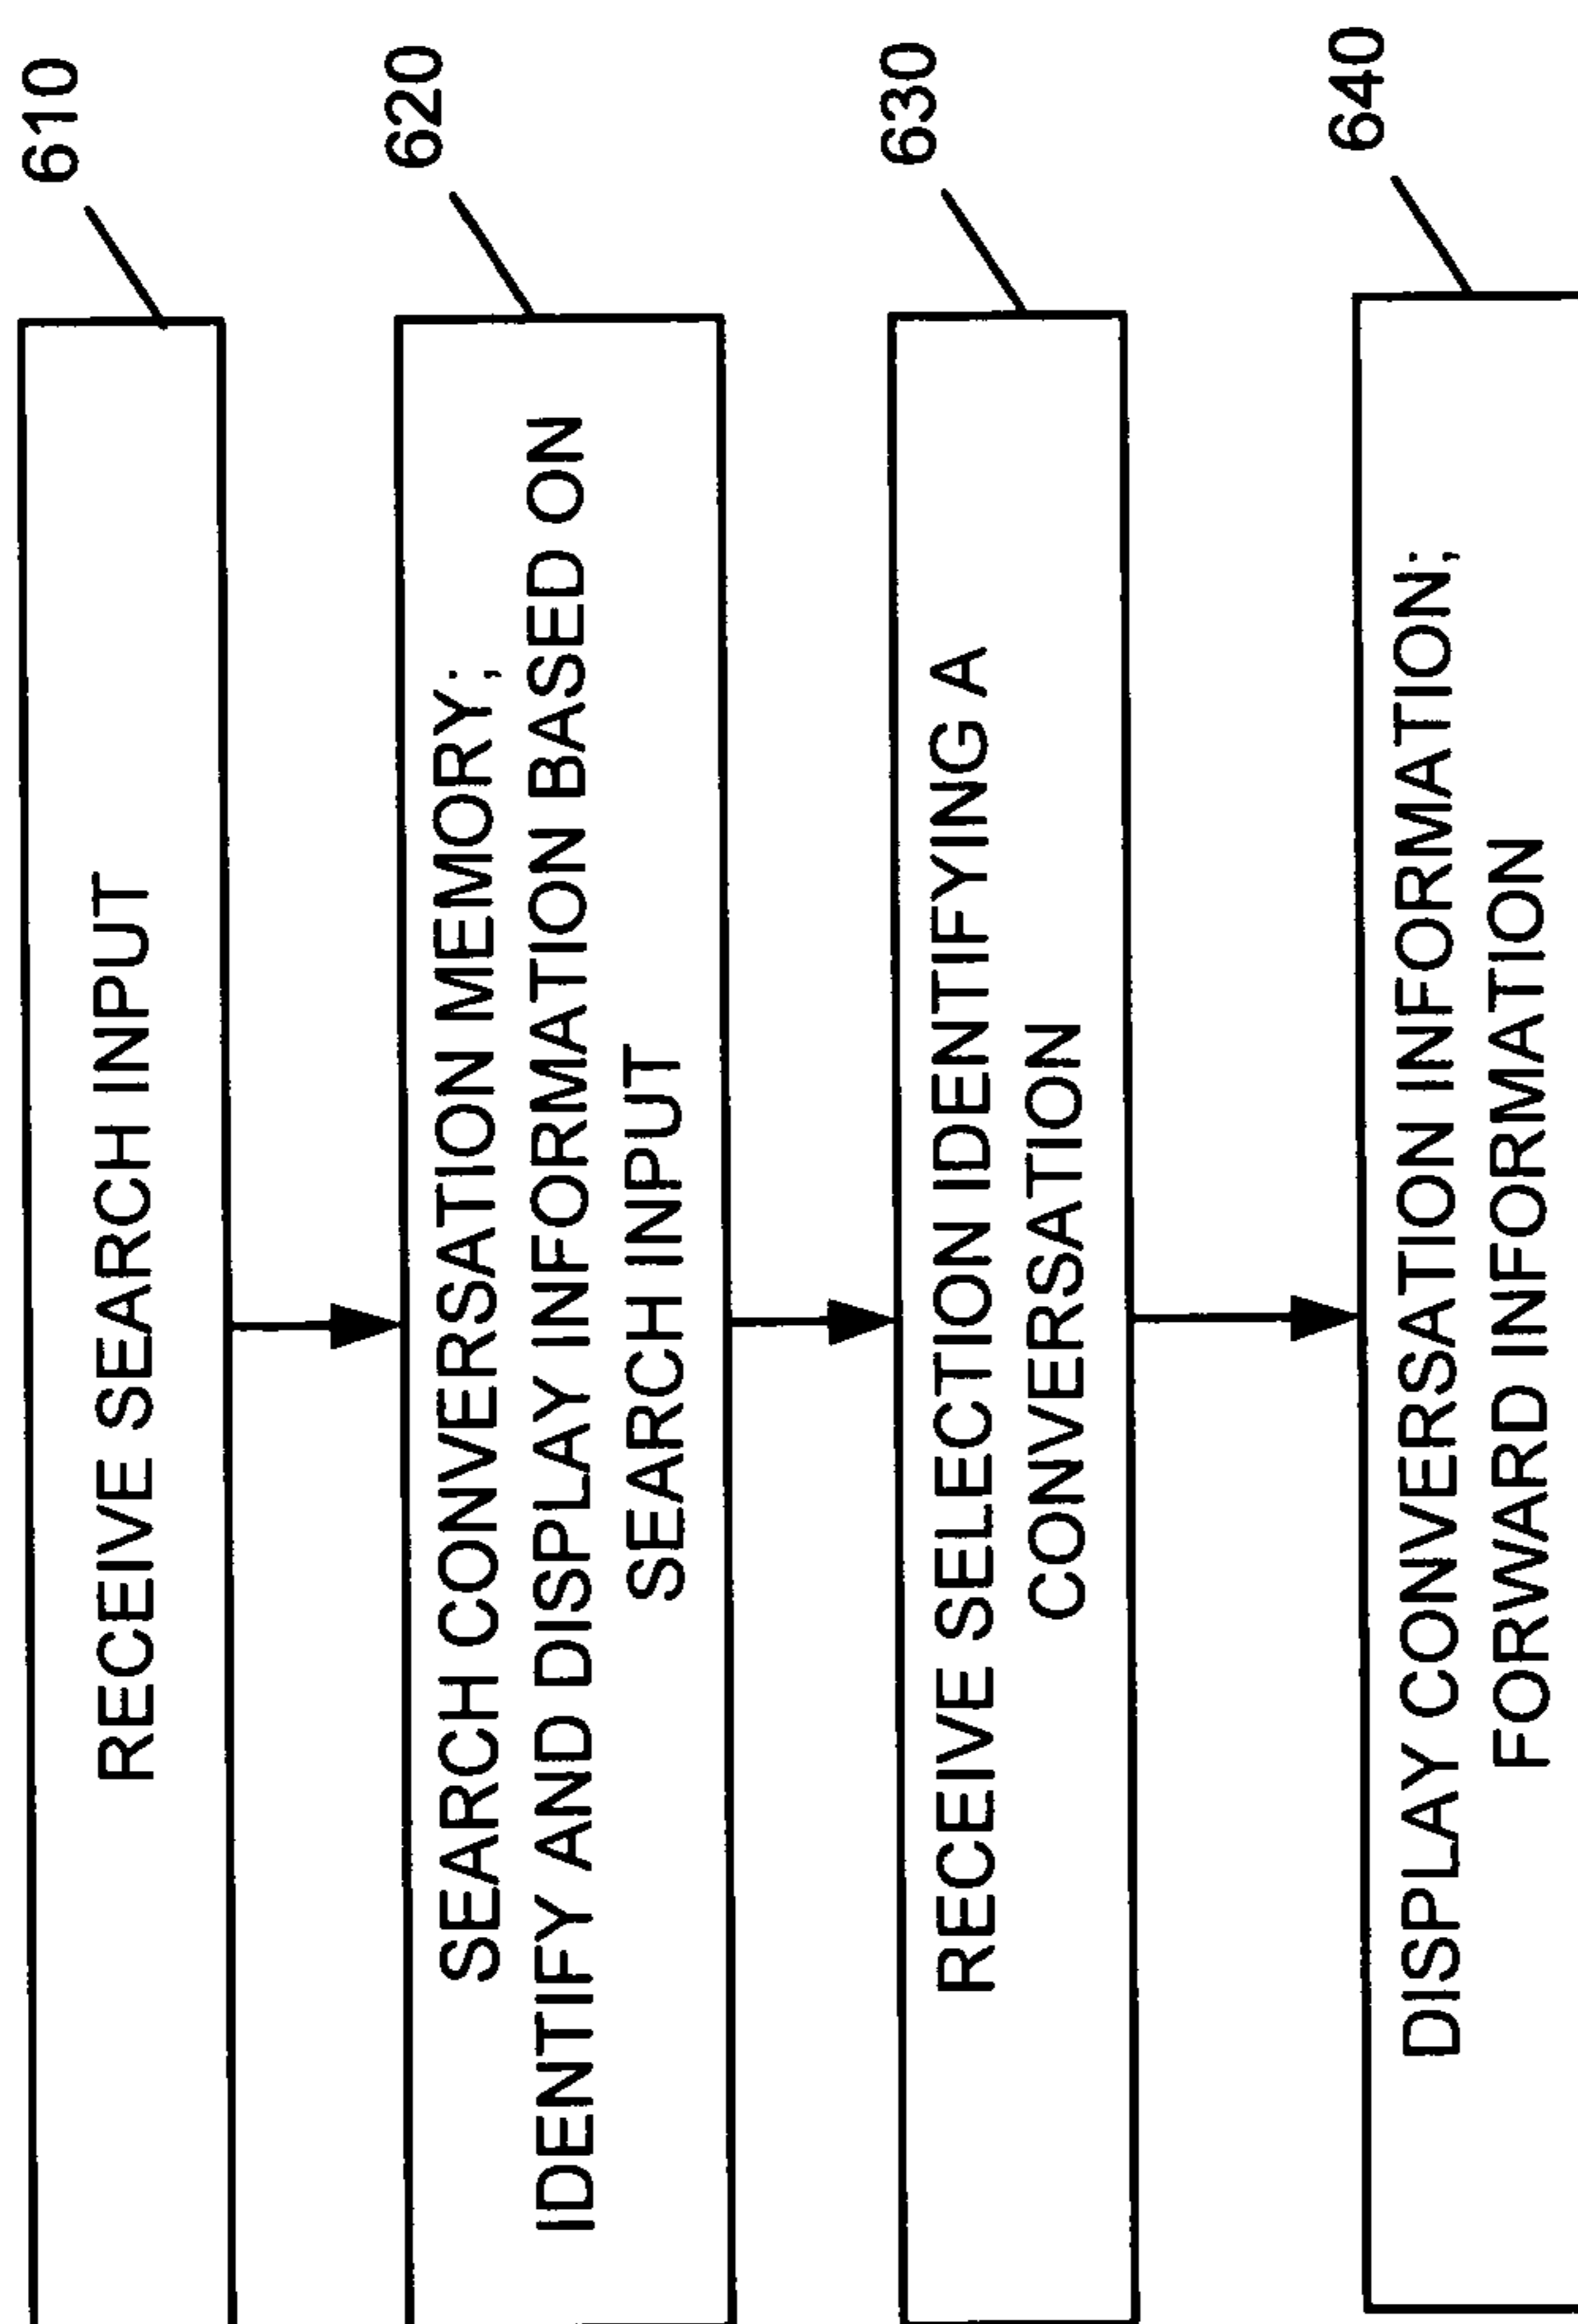 610
RECEIVE SEARCH INPUT
620
SEARCH CONVERSATION MEMORY;
IDENTIFY AND DISPLAY INFORMATION BASED ON
SEARCH INPUT
630
RECEIVE SELECTION IDENTIFYING A
CONVERSATION
640
DISPLAY CONVERSATION INFORMATION;
FORWARD INFORMATION